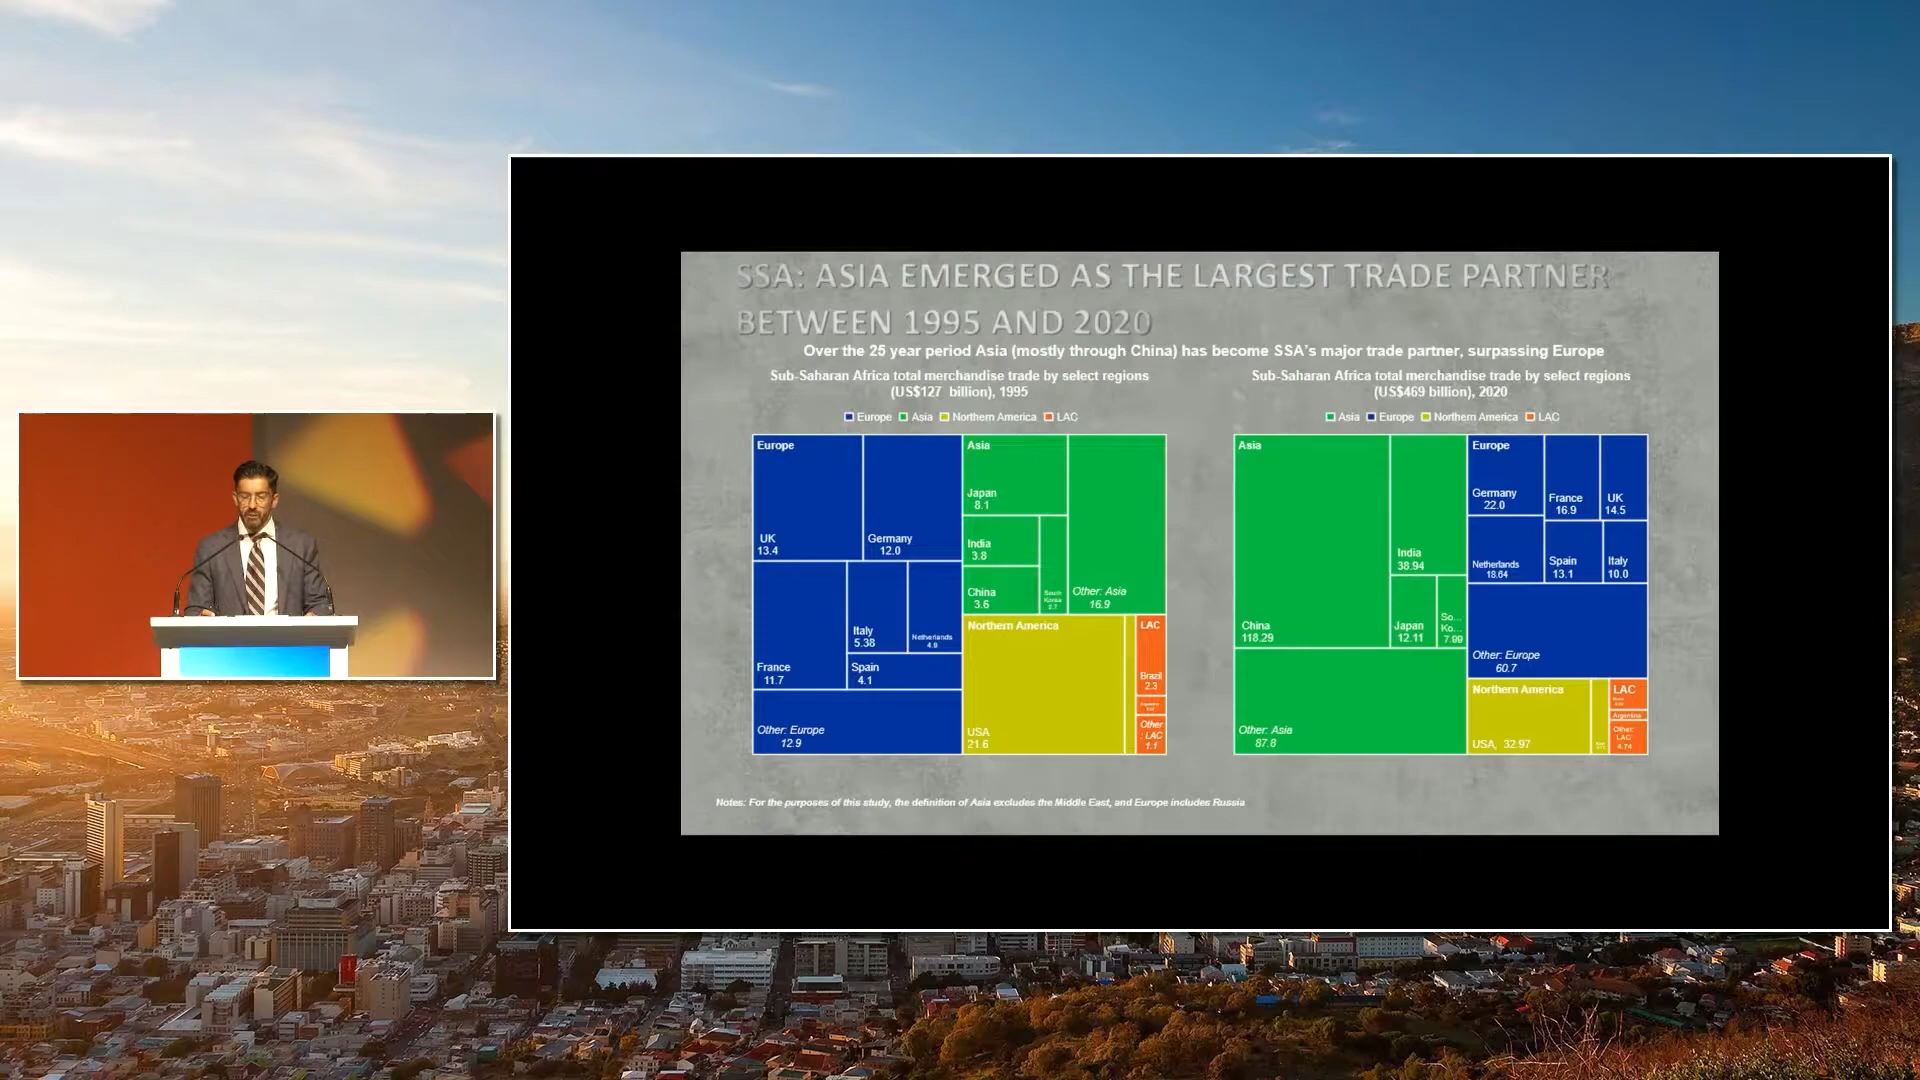 SSA: ASIA EMERGED AS THE LARGEST TRADE PARTNER
BETWEEN 1995 AND 2020
Over the 25 year period Asia (mostly through China) has become SSA's major trade partner, surpassing Europe
Sub-Saharan Africa total merchandise trade by select regions
(US$127 billion), 1995
Europe Asia Northern America LAC
Europe
UK
13.4
Germany
12.0
France
11.7
Italy
5.38
Netherlands
4.9
Spain
4.1
Other: Europe
12.9
Asia
Japan
8.1
India
3.8
China
3.6
South
Korea
2.7
Other: Asia
16.9
Northern America
USA
21.6
LAC
Brazil
2.3
Other
: LAC
1.1
Sub-Saharan Africa total merchandise trade by select regions
(US$469 billion), 2020
Asia Europe Northern America LAC
Asia
China
118.29
India
38.94
Japan
12.11
So...
Ko...
7.99
Other: Asia
87.8
Europe
Germany
22.0
France
16.9
UK
14.5
Netherlands
18.64
Spain
13.1
Italy
10.0
Other: Europe
60.7
Northern America
USA, 32.97
LAC
Argentina
Other:
LAC
4.74
Notes: For the purposes of this study, the definition of Asia excludes the Middle East, and Europe includes Russia